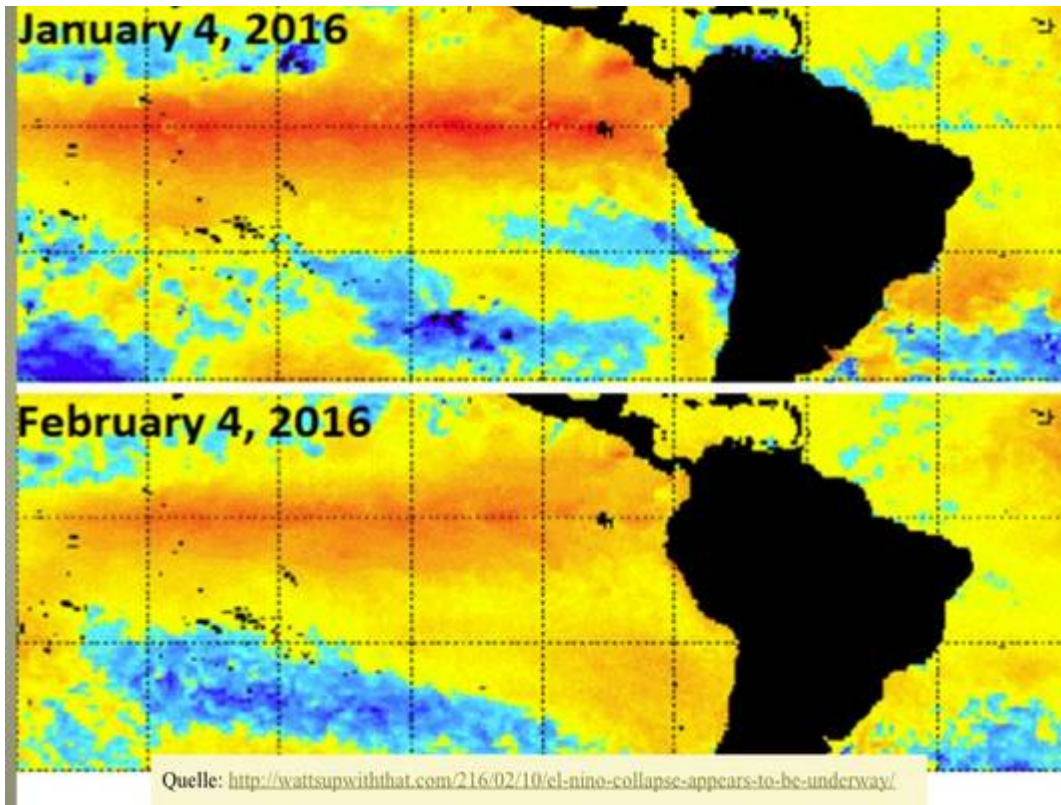 January 4, 2016
February 4, 2016
Quelle: http://wattsupwiththat.com/216/02/10/el-nino-collapse-appears-to-be-underway/